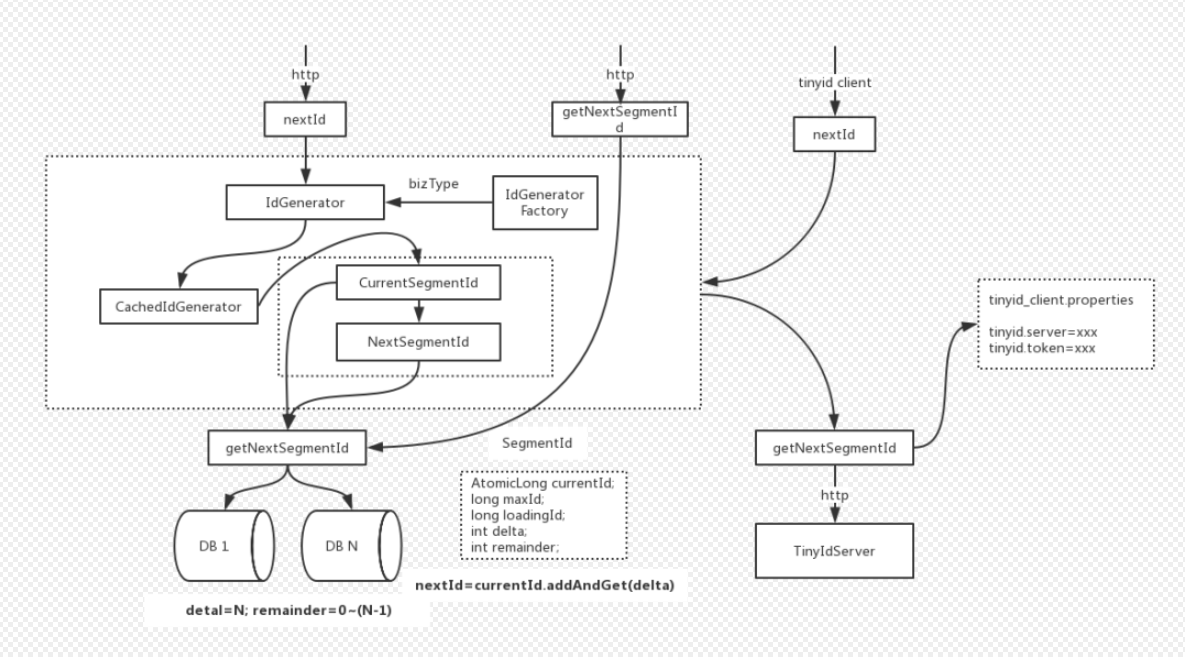 http
http
tinyid client
nextId
getNextSegmentI
d
nextId
bizType
IdGenerator
IdGenerator
Factory
CachedIdGenerator
CurrentSegmentId
NextSegmentId
tinyid_client.properties
tinyid.server=xxx
tinyid.token=xxx
getNextSegmentId
SegmentId
getNextSegmentId
AtomicLong currentId;
long maxId;
long loadingId;
int delta;
int remainder;
http
DB 1
DB N
TinyIdServer
nextId=currentId.addAndGet(delta)
detal=N; remainder=0~(N-1)